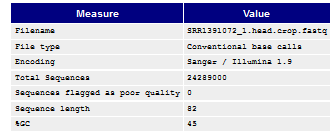 Measure Value
Filename SRR1391072_1.head.crop.fastq
File type Conventional base calls
Encoding Sanger / Illumina 1.9
Total Sequences 24289000
Sequences flagged as poor quality 0
Sequence length 82
%GC 45